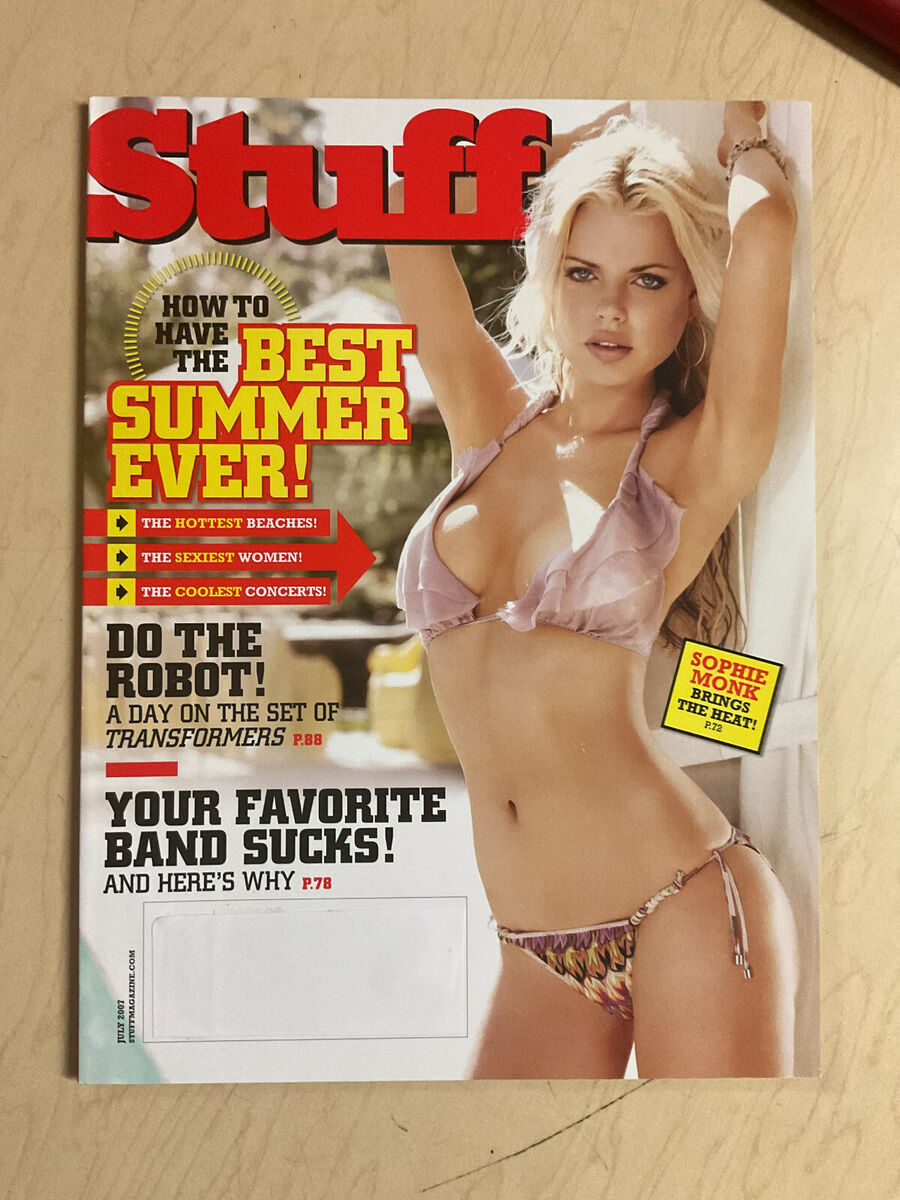 Stuff
HOW TO
HAVE
THE BEST
SUMMER
EVER!
THE HOTTEST BEACHES!
THE SEXIEST WOMEN!
THE COOLEST CONCERTS!
DO THE
ROBOT!
A DAY ON THE SET OF
TRANSFORMERS P.88
YOUR FAVORITE
BAND SUCKS!
AND HERE'S WHY P.78
SOPHIE
MONK
BRINGS
THE HEAT!
P.72
JULY 2007
STUFFMAGAZINE.COM